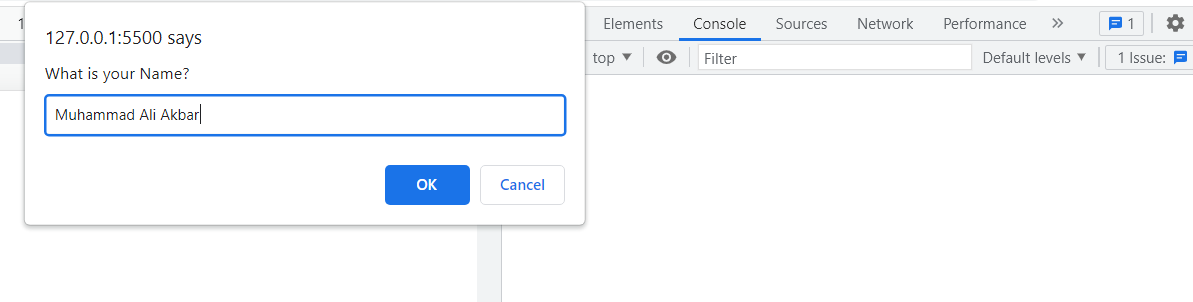 127.0.0.1:5500 says
What is your Name?
Muhammad Ali Akbar
OK Cancel
Elements Console Sources Network Performance » 1
top Filter Default levels 1 Issue: